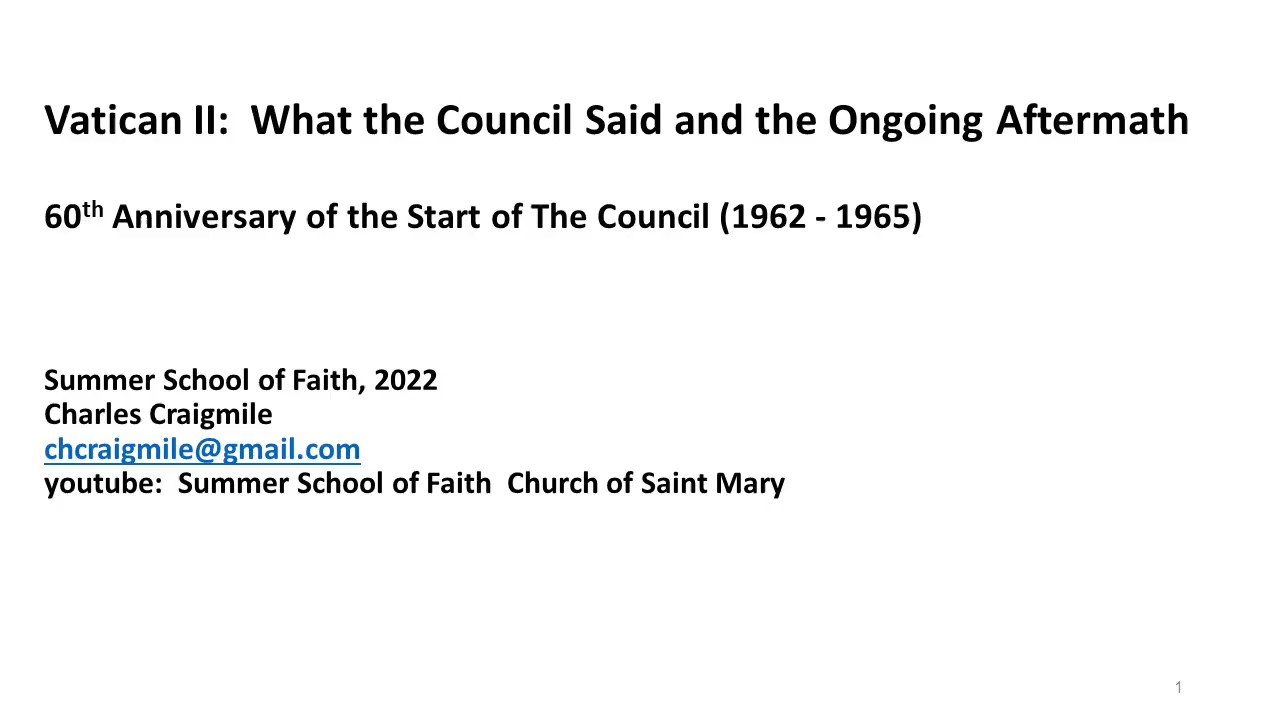 Vatican II:  What the Council Said and the Ongoing Aftermath
60th Anniversary of the Start of The Council (1962 - 1965)
Summer School of Faith, 2022
Charles Craigmile
chcraigmile@gmail.com
youtube:  Summer School of Faith  Church of Saint Mary
1